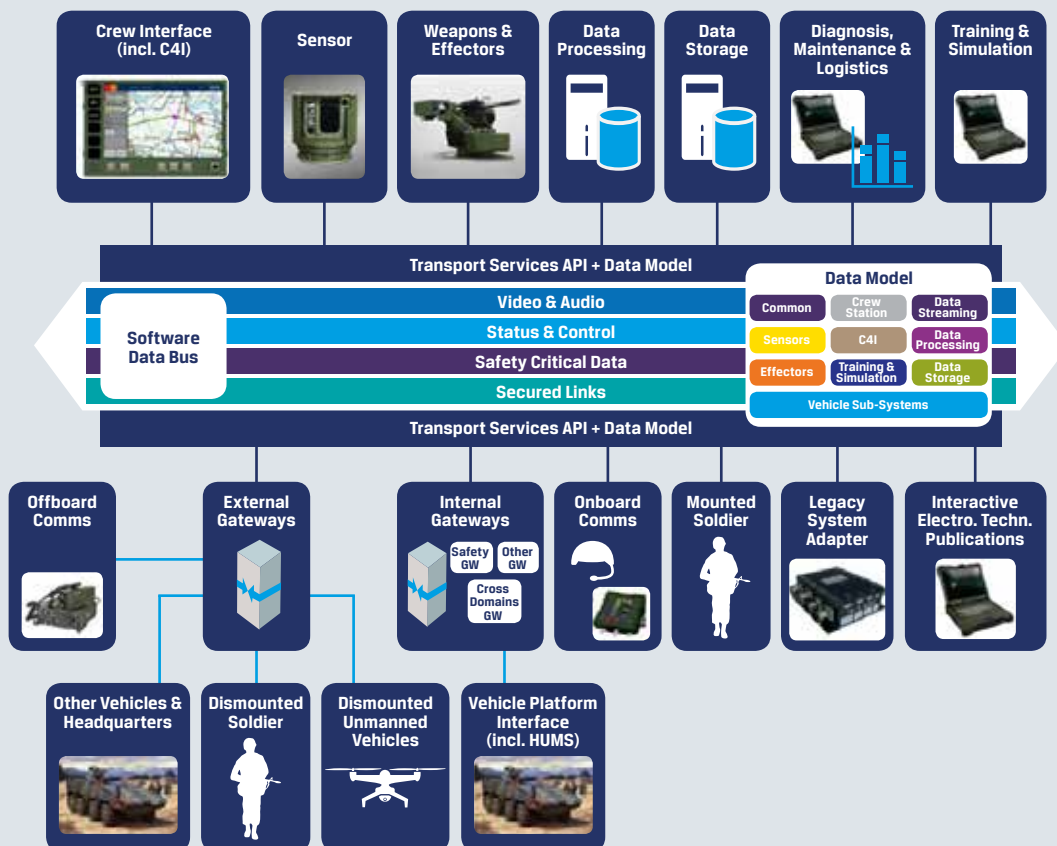 Crew Interface
(incl. C4I)
Sensor
Weapons &
Effectors
Data
Processing
Data
Storage
Diagnosis,
Maintenance &
Logistics
Training &
Simulation
Transport Services API + Data Model
Software
Data Bus
Video & Audio
Status & Control
Safety Critical Data
Secured Links
Data Model
Common
Crew
Station
Data
Streaming
Sensors
C4I
Data
Processing
Effectors
Training &
Simulation
Data
Storage
Vehicle Sub-Systems
Transport Services API + Data Model
Offboard
Comms
External
Gateways
Internal
Gateways
Safety
GW
Other
GW
Cross
Domains
GW
Onboard
Comms
Mounted
Soldier
Legacy
System
Adapter
Interactive
Electro. Techn.
Publications
Other Vehicles &
Headquarters
Dismounted
Soldier
Dismounted
Unmanned
Vehicles
Vehicle Platform
Interface
(incl. HUMS)